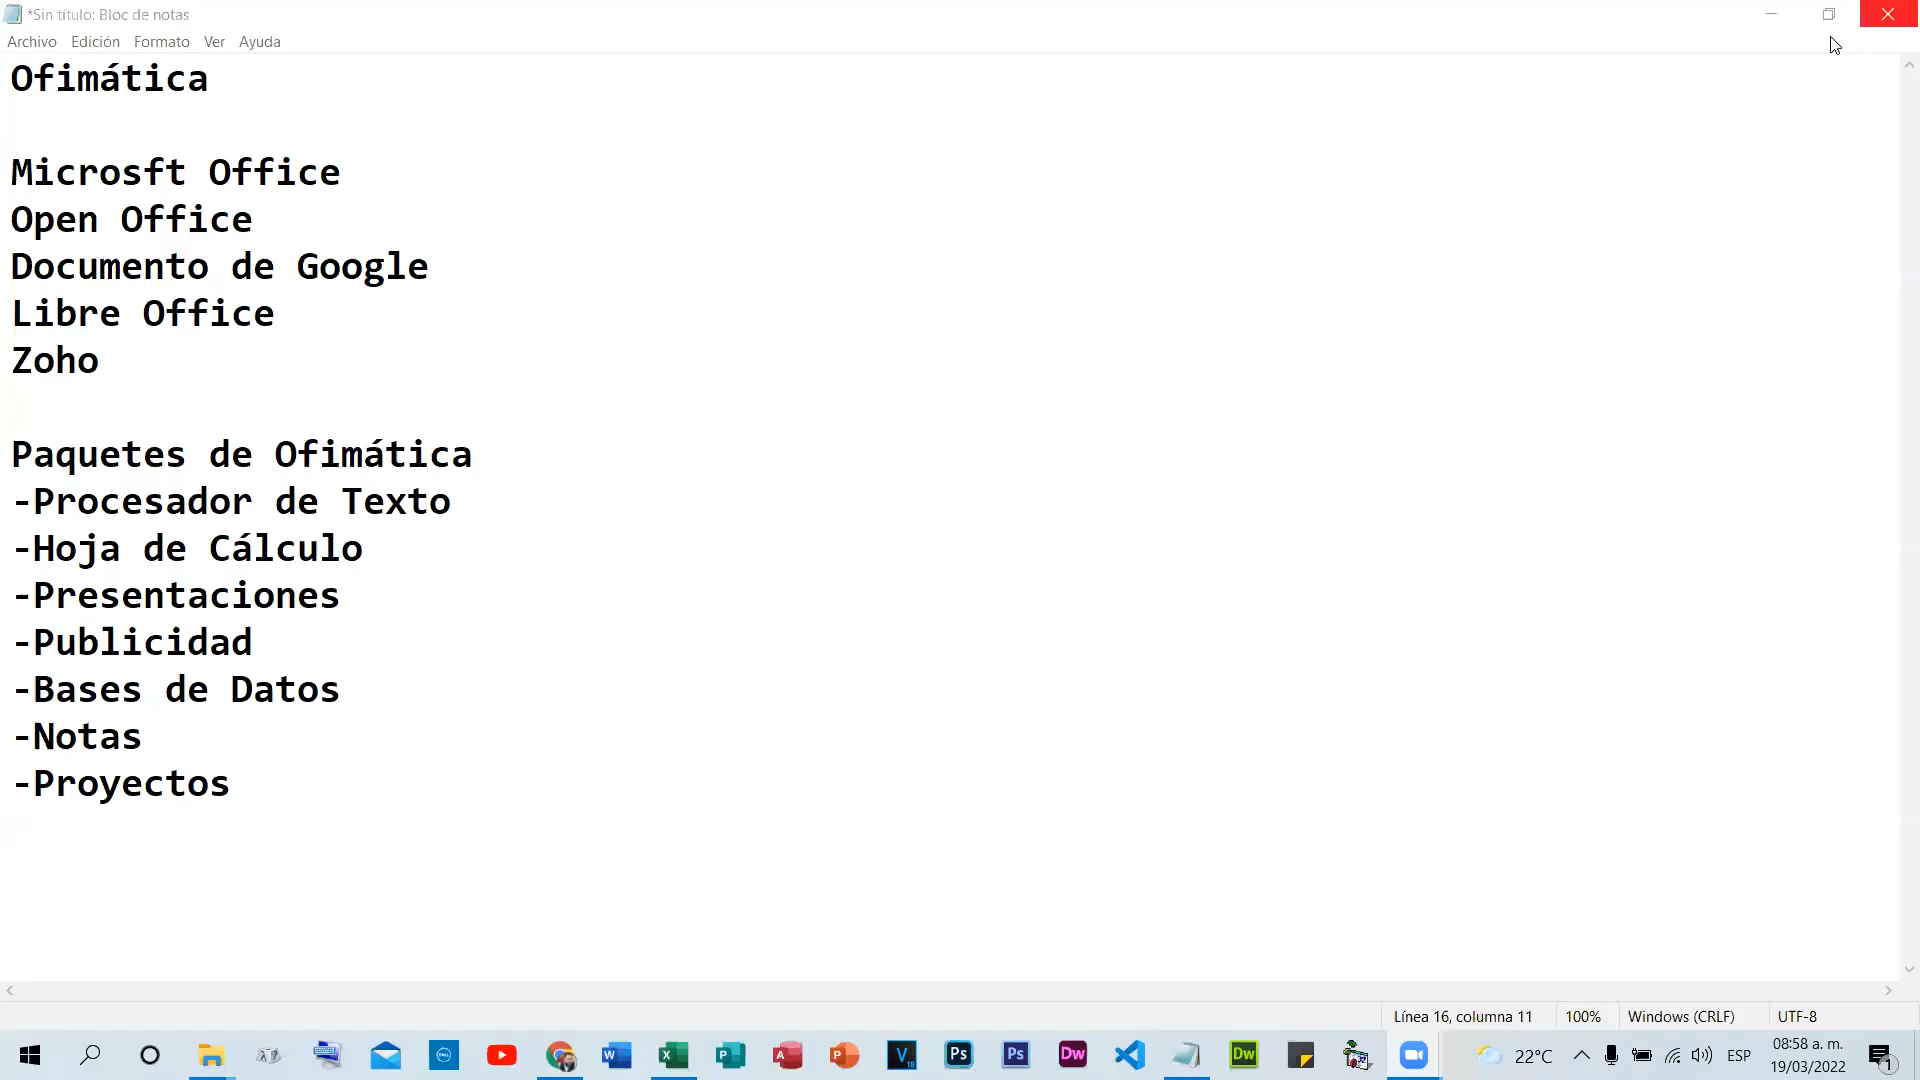 *Sin título: Bloc de notas
Archivo Edición Formato Ver Ayuda
Ofimática
Microsft Office
Open Office
Documento de Google
Libre Office
Zoho
Paquetes de Ofimática
-Procesador de Texto
-Hoja de Cálculo
-Presentaciones
-Publicidad
-Bases de Datos
-Notas
-Proyectos
Línea 16, columna 11 100% Windows (CRLF) UTF-8
22°C ESP 08:58 a. m.
19/03/2022 1